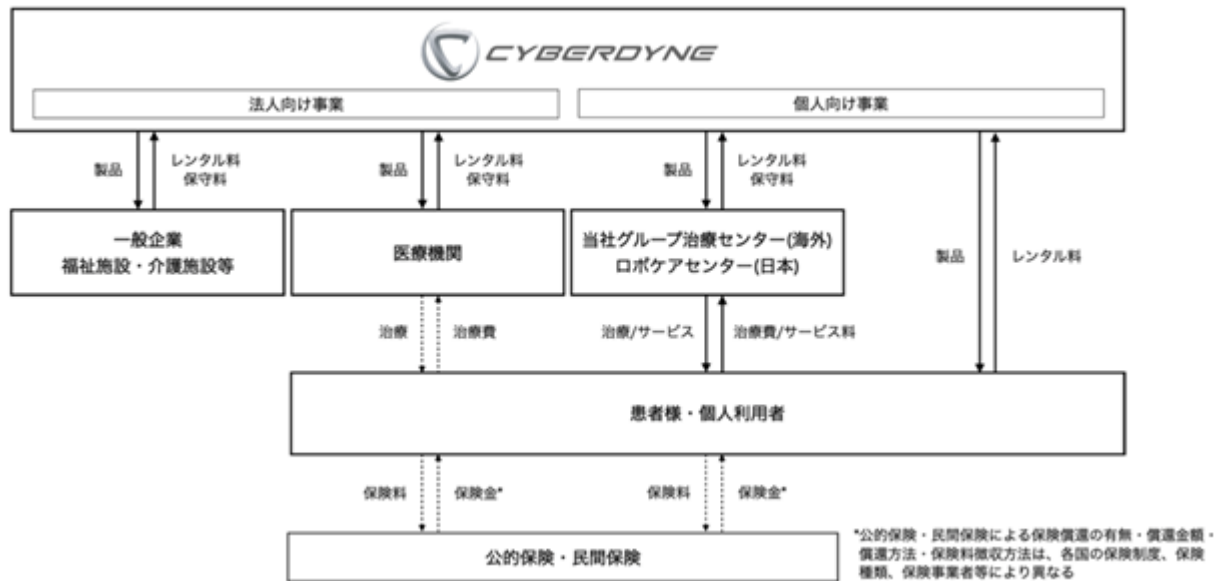 CYBERDYNE
法人向け事業
個人向け事業
製品
レンタル料
保守料
製品
レンタル料
保守料
製品
レンタル料
保守料
一般企業
福祉施設・介護施設等
医療機関
当社グループ治療センター(海外)
ロボケアセンター(日本)
製品
レンタル料
治療
治療費
治療/サービス
治療費/サービス料
患者様・個人利用者
保険料
保険金*
保険料
保険金*
公的保険・民間保険
*公的保険・民間保険による保険償還の有無・償還金額・
償還方法・保険料徴収方法は、各国の保険制度、保険
種類、保険事業者等により異なる